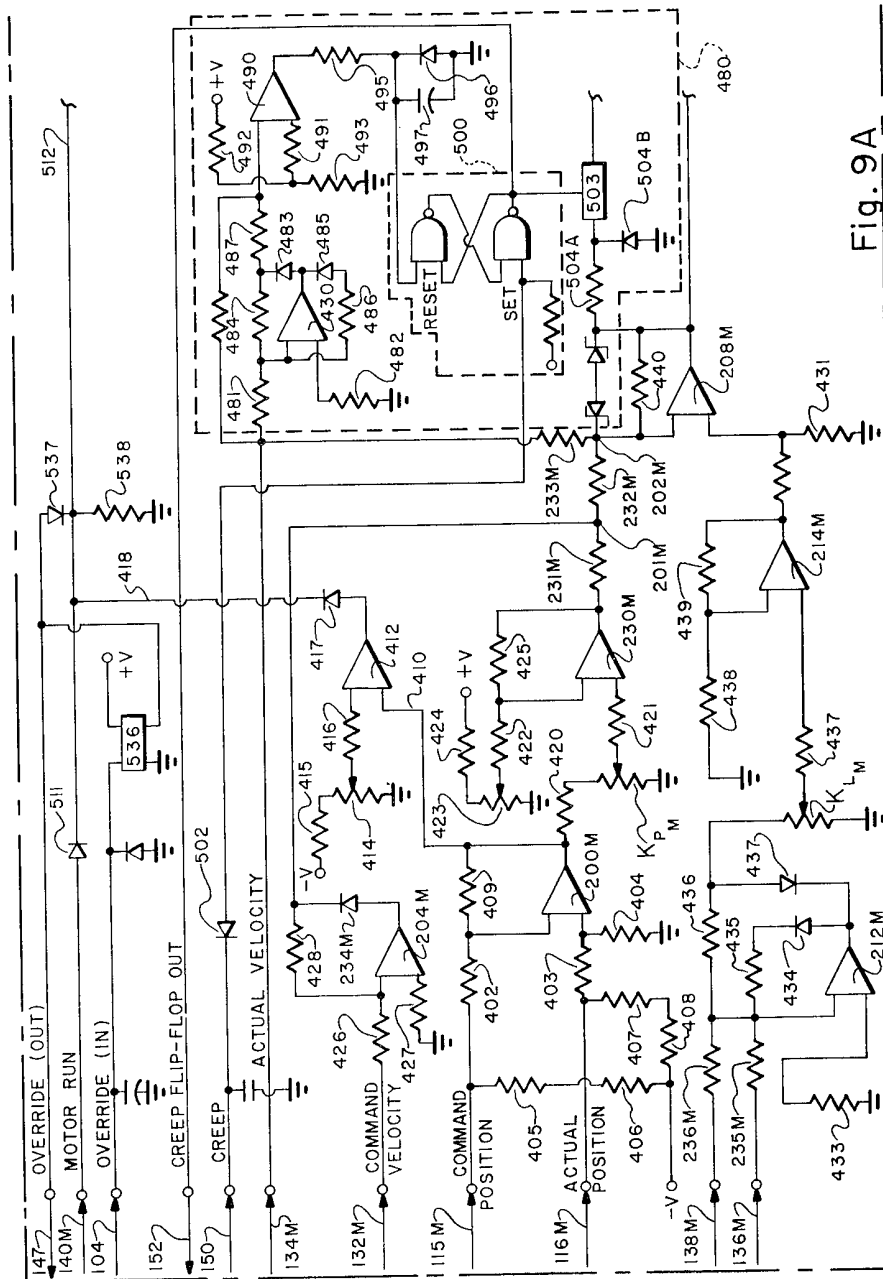 147
OVERRIDE (OUT)
140M
MOTOR RUN
104
OVERRIDE (IN)
152
CREEP FLIP-FLOP OUT
150
CREEP
134M
ACTUAL VELOCITY
132M
COMMAND
VELOCITY
115M
COMMAND
POSITION
116M
ACTUAL
POSITION
-V
138M
136M
511
536
+V
537
538
512
418
502
426
427
428
234M
204M
-V
415
414
416
417
412
410
402
403
404
405
406
407
408
409
200M
420
KPM
421
422
423
424
+V
425
230M
231M
201M
232M
202M
233M
236M
235M
433
434
435
436
437
212M
KLM
437
438
439
214M
431
208M
440
481
482
484
483
485
486
487
430
490
491
492
+V
493
495
496
497
500
RESET
SET
503
504A
504B
480
Fig. 9A